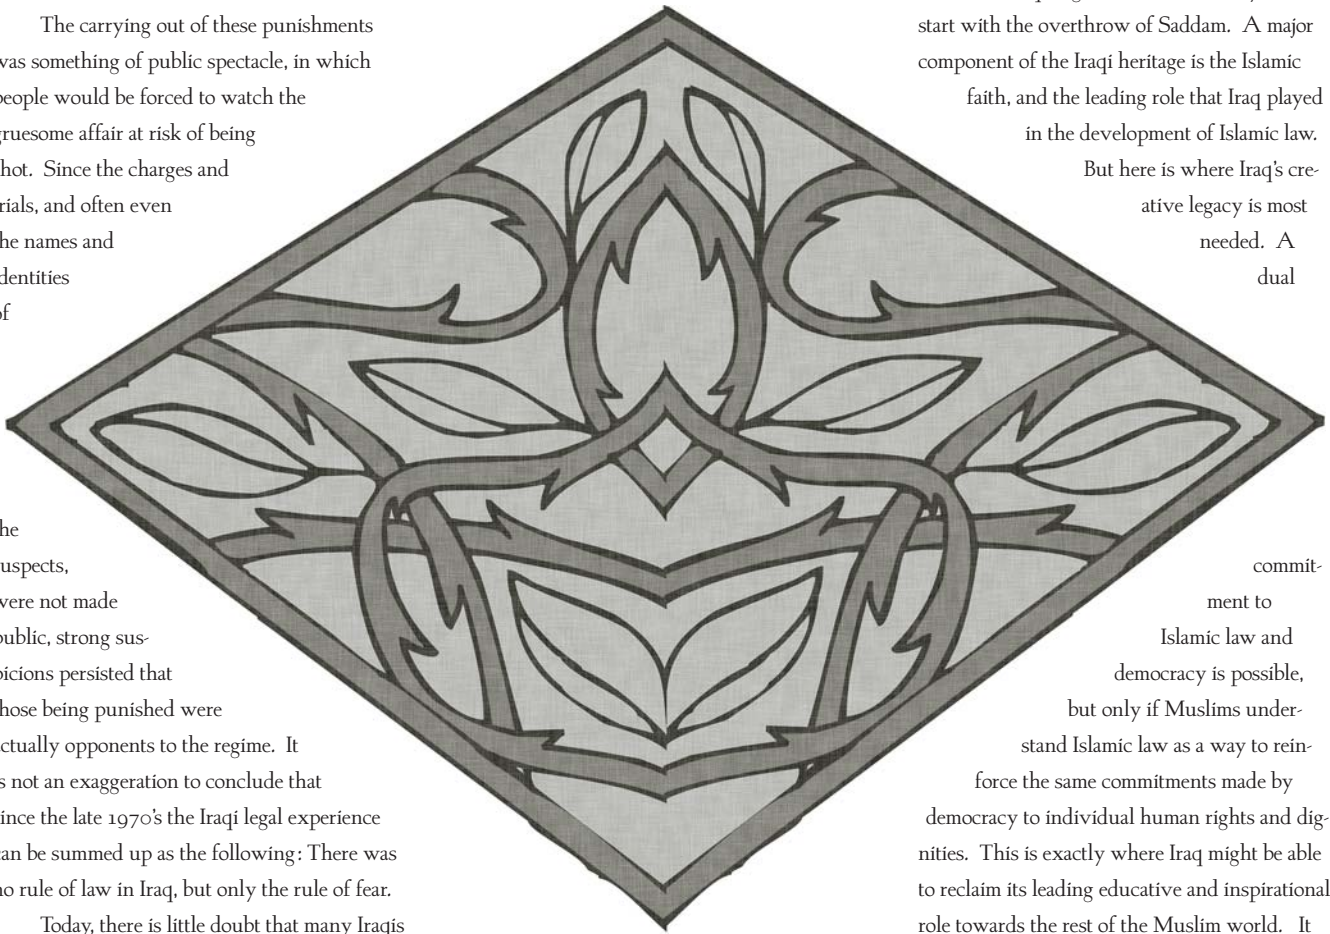 The carrying out of these punishments
was something of public spectacle, in which
people would be forced to watch the
gruesome affair at risk of being
shot. Since the charges and
trials, and often even
the names and
identities
of
the
suspects,
were not made
public, strong sus-
picions persisted that
those being punished were
actually opponents to the regime. It
is not an exaggeration to conclude that
since the late 1970's the Iraqi legal experience
can be summed up as the following: There was
no rule of law in Iraq, but only the rule of fear.
Today, there is little doubt that many Iraqis
start with the overthrow of Saddam. A major
component of the Iraqi heritage is the Islamic
faith, and the leading role that Iraq played
in the development of Islamic law.
But here is where Iraq's cre-
ative legacy is most
needed. A
dual
commit-
ment to
Islamic law and
democracy is possible,
but only if Muslims under-
stand Islamic law as a way to rein-
force the same commitments made by
democracy to individual human rights and dig-
nities. This is exactly where Iraq might be able
to reclaim its leading educative and inspirational
role towards the rest of the Muslim world. It